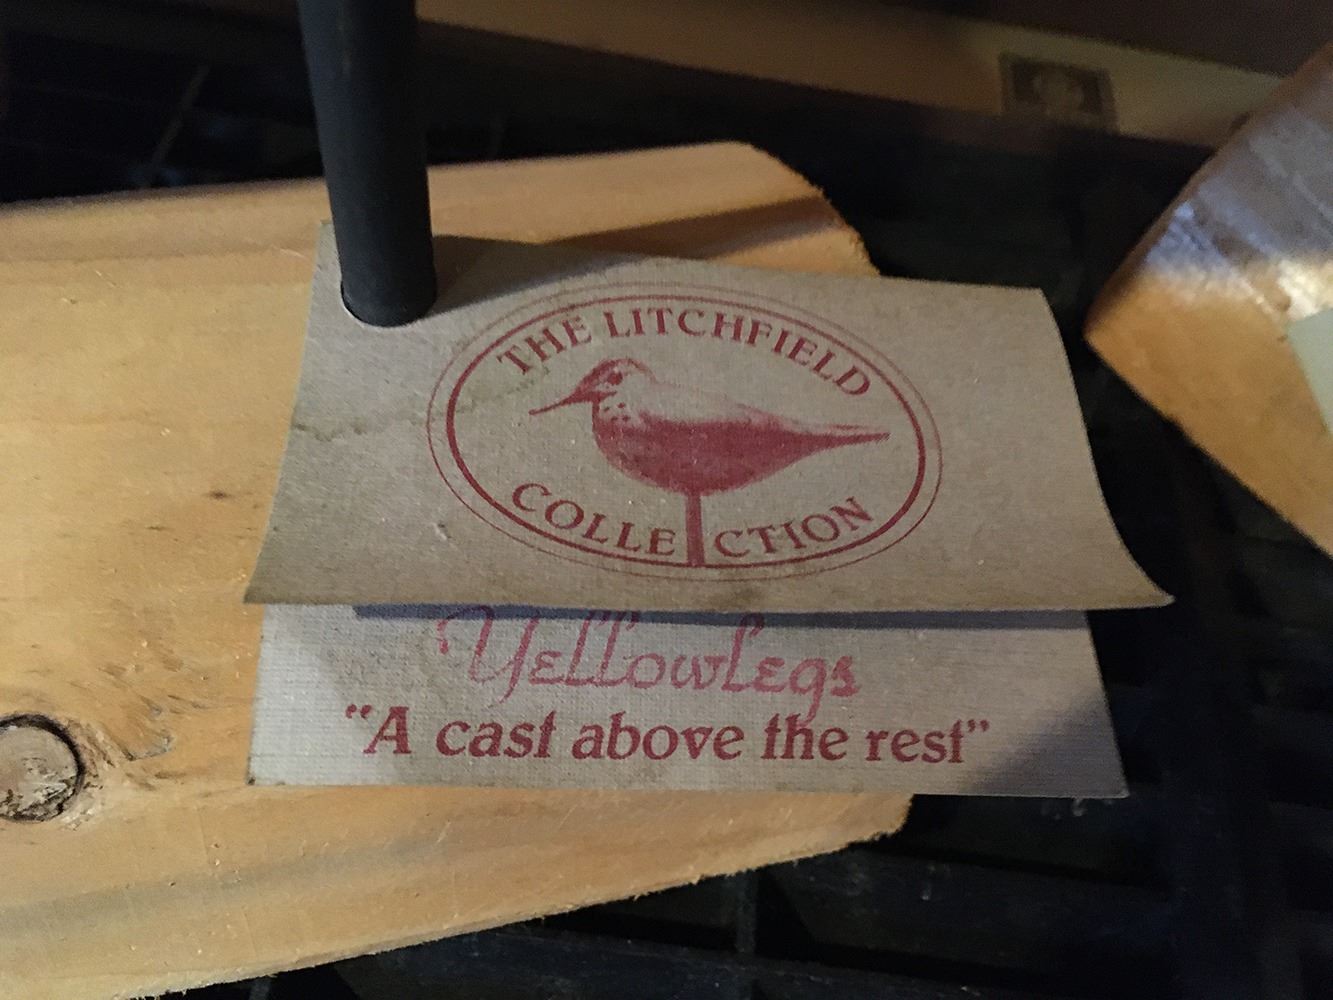 THE LITCHFIELD
COLLECTION
Yellowlegs
"A cast above the rest"